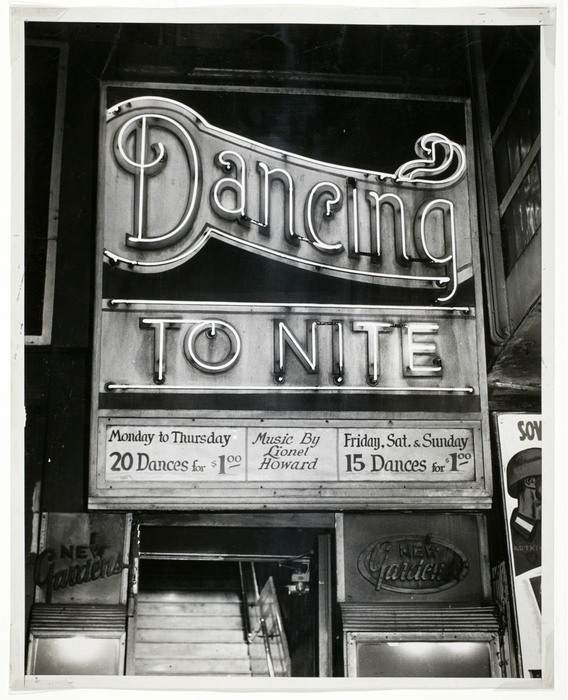 Dancing
TO NITE
Monday to Thursday
20 Dances for $1.00
Music By
Lionel
Howard
Friday, Sat. & Sunday
15 Dances for $1.00
NEW
Gardens
NEW
Gardens
SOV
ARTKI